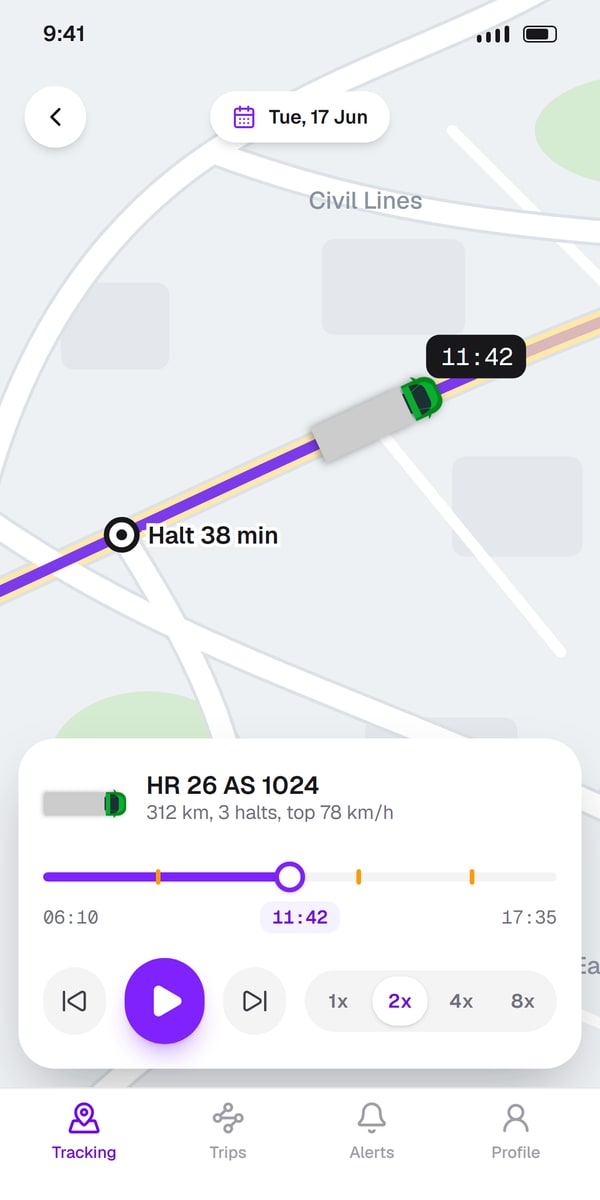 9:41
Tue, 17 Jun
Civil Lines
11:42
Halt 38 min
HR 26 AS 1024
312 km, 3 halts, top 78 km/h
06:10
11:42
17:35
1x
2x
4x
8x
Tracking
Trips
Alerts
Profile